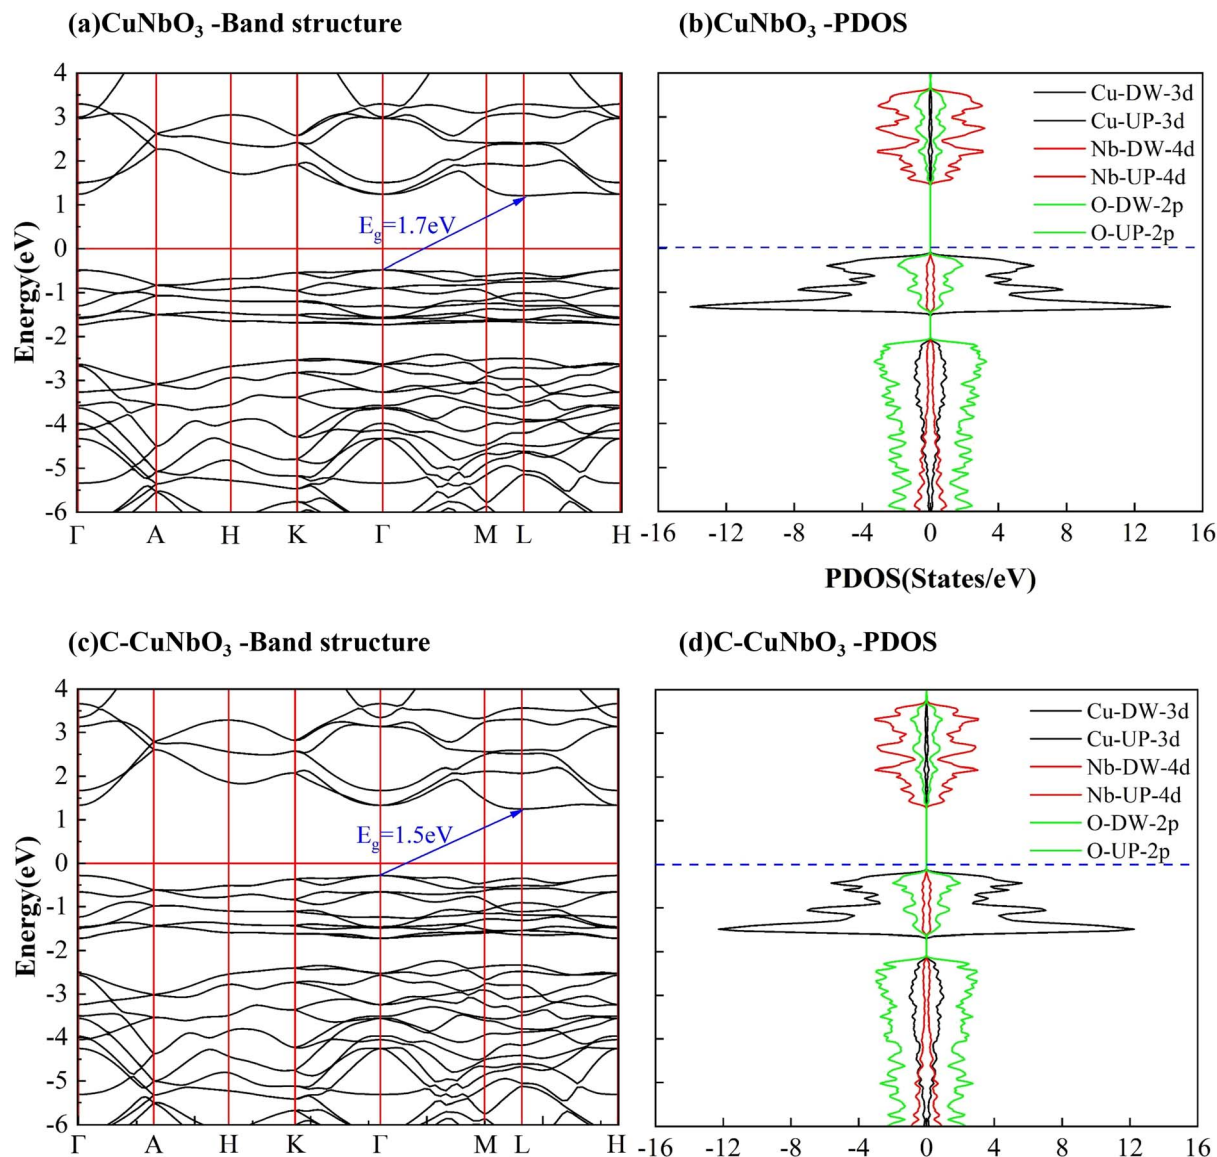 (a)CuNbO₃ -Band structure
(b)CuNbO₃ -PDOS
4
3
2
1
0
-1
-2
-3
-4
-5
-6
Energy(eV)
E_g=1.7eV
Γ A H K Γ M L H
Cu-DW-3d
Cu-UP-3d
Nb-DW-4d
Nb-UP-4d
O-DW-2p
O-UP-2p
-16 -12 -8 -4 0 4 8 12 16
PDOS(States/eV)
(c)C-CuNbO₃ -Band structure
(d)C-CuNbO₃ -PDOS
4
3
2
1
0
-1
-2
-3
-4
-5
-6
Energy(eV)
E_g=1.5eV
Γ A H K Γ M L H
Cu-DW-3d
Cu-UP-3d
Nb-DW-4d
Nb-UP-4d
O-DW-2p
O-UP-2p
-16 -12 -8 -4 0 4 8 12 16